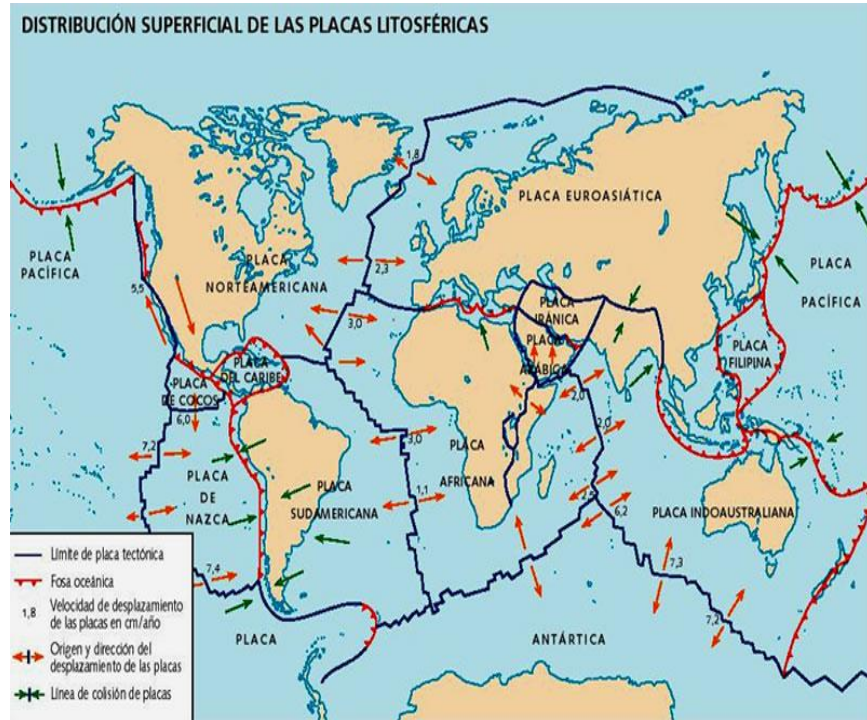 DISTRIBUCIÓN SUPERFICIAL DE LAS PLACAS LITOSFÉRICAS
1,8
PLACA EUROASIÁTICA
PLACA
PACÍFICA
PLACA
NORTEAMERICANA
2,3
PLACA
PACÍFICA
5,5
3,0
PLACA
IRÁNICA
PLACA
ARÁBICA
PLACA
FILIPINA
PLACA
DEL CARIBE
PLACA
DE COCOS
6,0
2,0
2,0
7,2
3,0
PLACA
AFRICANA
1,1
PLACA
DE
NAZCA
PLACA
SUDAMERICANA
2,5
6,2
PLACA INDOAUSTRALIANA
7,4
7,3
7,2
PLACA
ANTÁRTICA
Límite de placa tectónica
Fosa oceánica
1,8
Velocidad de desplazamiento
de las placas en cm/año
Origen y dirección del
desplazamiento de las placas
Línea de colisión de placas